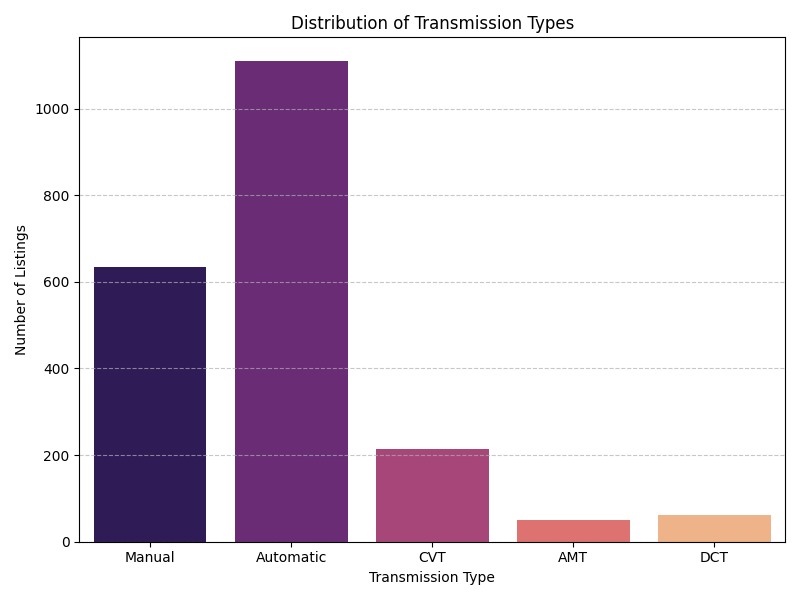 Distribution of Transmission Types
Number of Listings
1000
800
600
400
200
0
Manual Automatic CVT AMT DCT
Transmission Type